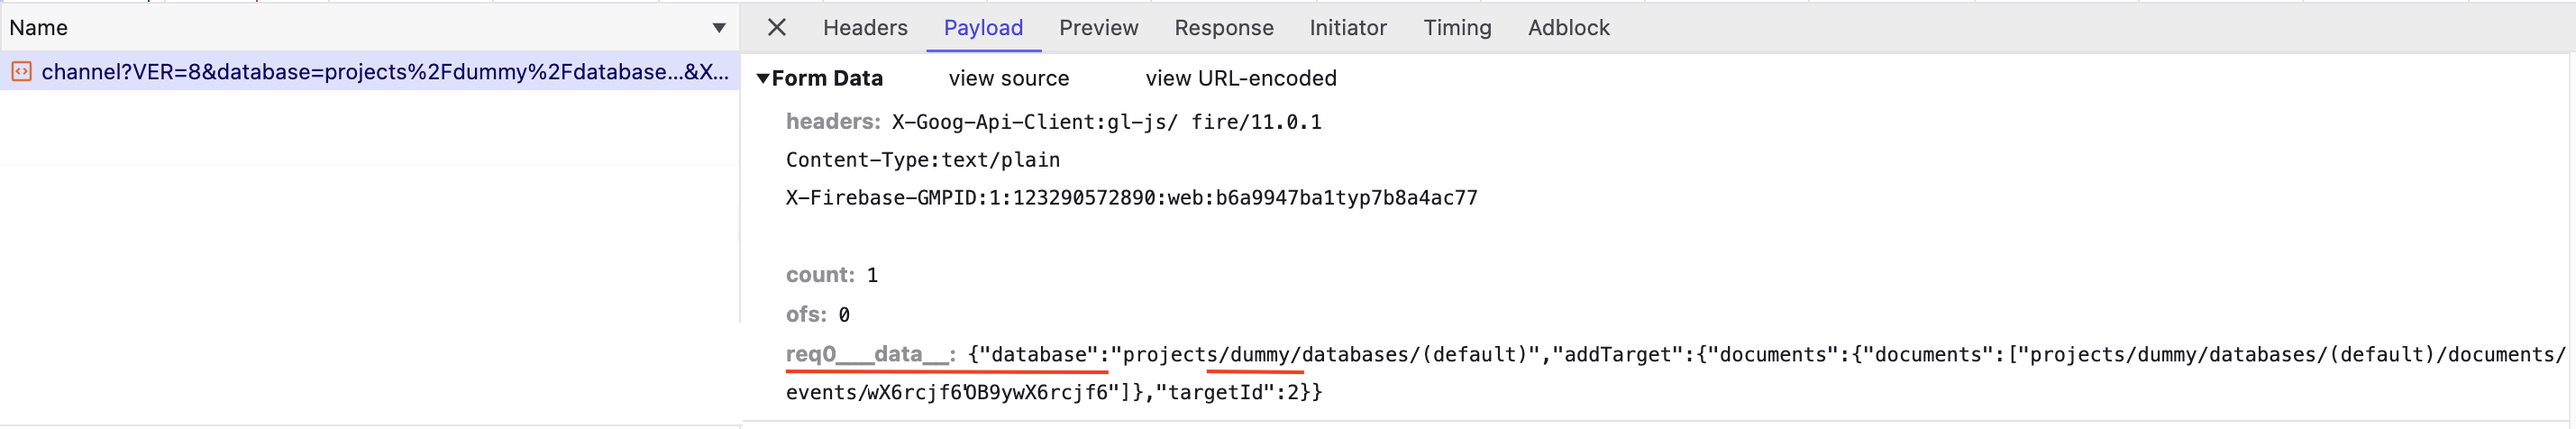 Name
Headers Payload Preview Response Initiator Timing Adblock
channel?VER=8&database=projects%2Fdummy%2Fdatabase...&X...
Form Data view source view URL-encoded
headers: X-Goog-Api-Client:gl-js/ fire/11.0.1
Content-Type:text/plain
X-Firebase-GMPID:1:123290572890:web:b6a9947ba1typ7b8a4ac77
count: 1
ofs: 0
req0___data__: {"database":"projects/dummy/databases/(default)","addTarget":{"documents":{"documents":["projects/dummy/databases/(default)/documents/
events/wX6rcjf6'OB9ywX6rcjf6"]},"targetId":2}}